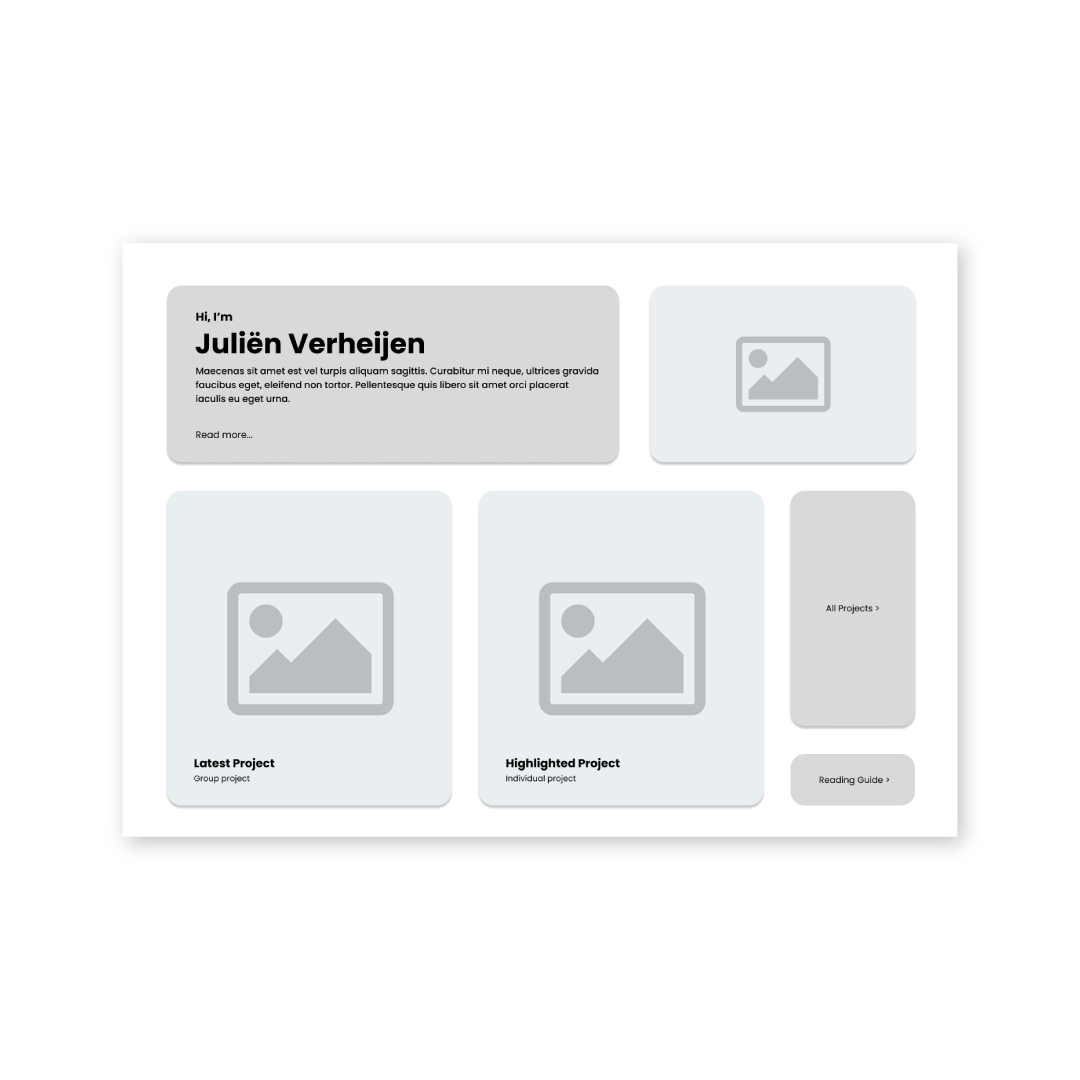 Hi, I’m
Juliën Verheijen
Maecenas sit amet est vel turpis aliquam sagittis. Curabitur mi neque, ultrices gravida
faucibus eget, eleifend non tortor. Pellentesque quis libero sit amet orci placerat
iaculis eu eget urna.
Read more...
Latest Project
Group project
Highlighted Project
Individual project
All Projects >
Reading Guide >